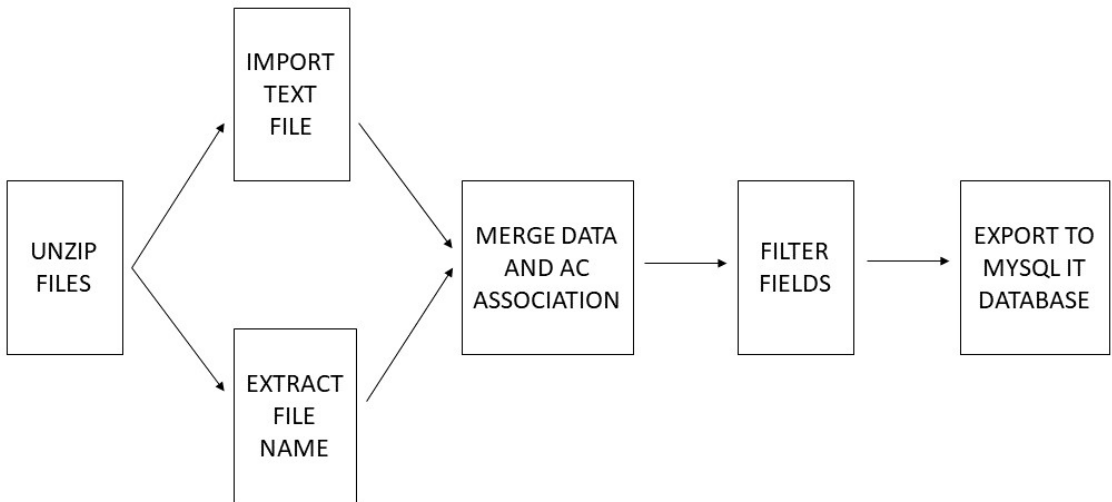 UNZIP
FILES
IMPORT
TEXT
FILE
EXTRACT
FILE
NAME
MERGE DATA
AND AC
ASSOCIATION
FILTER
FIELDS
EXPORT TO
MYSQL IT
DATABASE